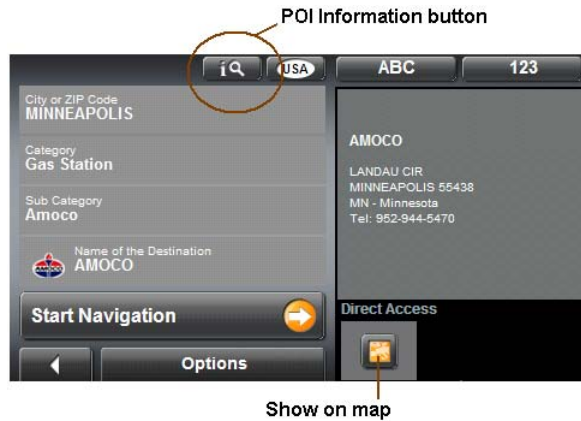 POI Information button
i
USA
ABC
123
City or ZIP Code
MINNEAPOLIS
Category
Gas Station
Sub Category
Amoco
Name of the Destination
AMOCO
AMOCO
Start Navigation
Options
AMOCO
LANDAU CIR
MINNEAPOLIS 55438
MN - Minnesota
Tel: 952-944-5470
Direct Access
Show on map